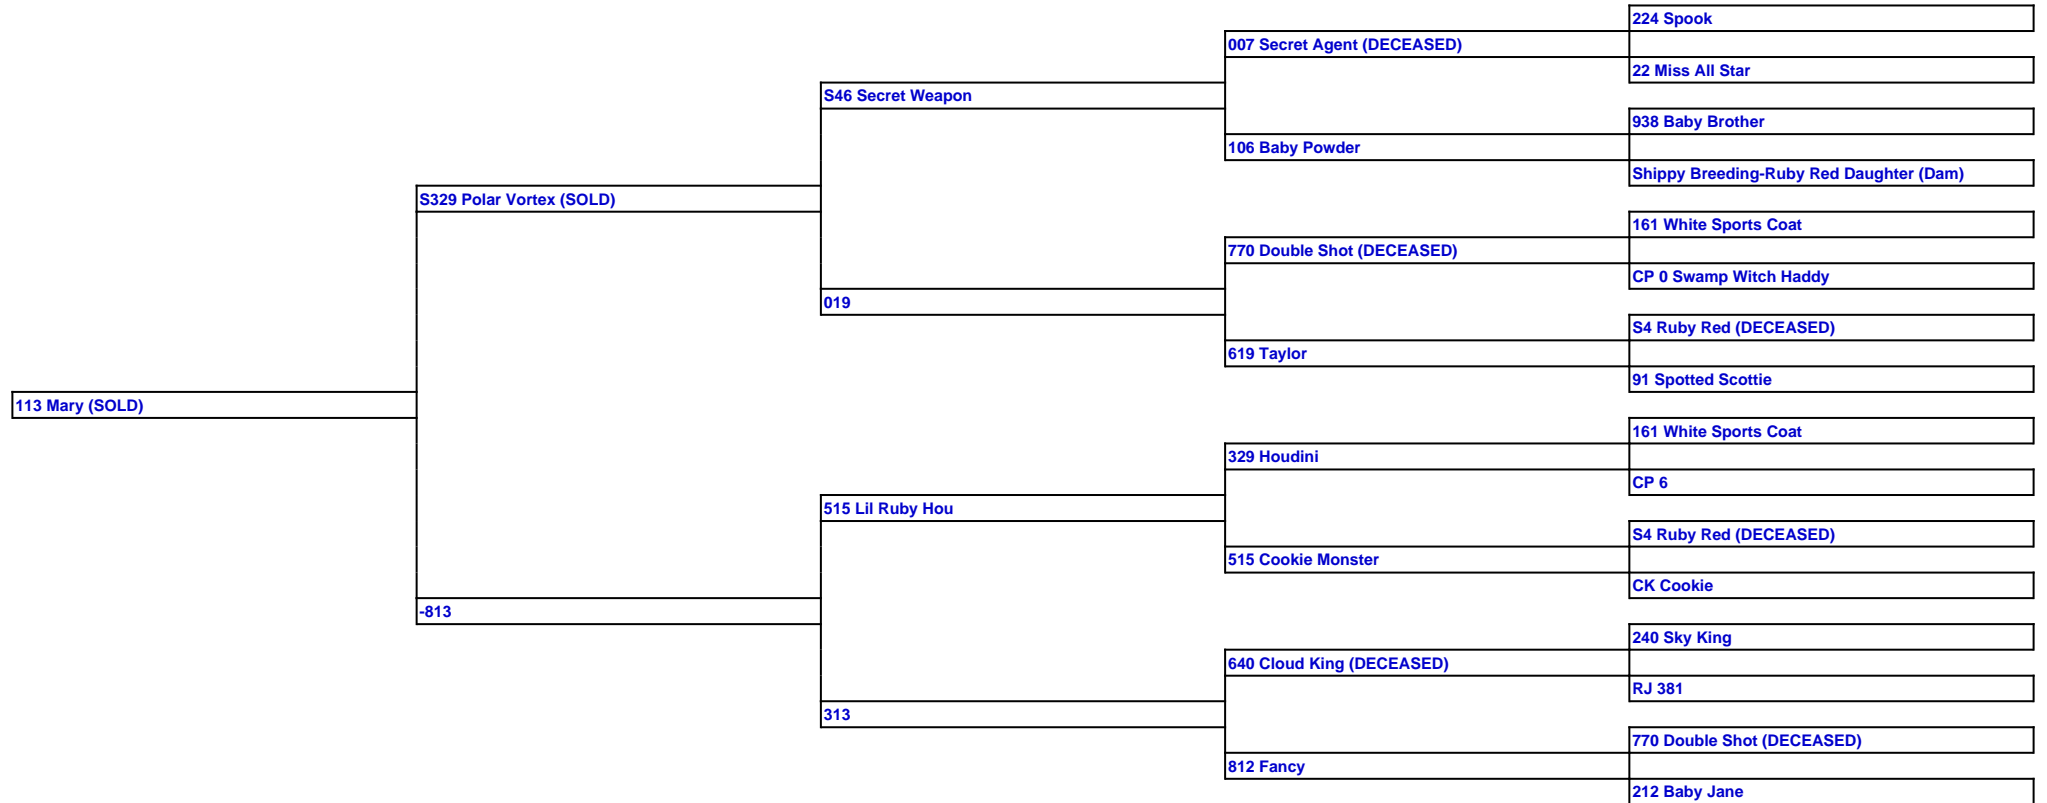 224 Spook
007 Secret Agent (DECEASED)
22 Miss All Star
S46 Secret Weapon
938 Baby Brother
106 Baby Powder
Shippy Breeding-Ruby Red Daughter (Dam)
S329 Polar Vortex (SOLD)
161 White Sports Coat
770 Double Shot (DECEASED)
CP 0 Swamp Witch Haddy
019
S4 Ruby Red (DECEASED)
619 Taylor
91 Spotted Scottie
113 Mary (SOLD)
161 White Sports Coat
329 Houdini
CP 6
515 Lil Ruby Hou
S4 Ruby Red (DECEASED)
515 Cookie Monster
CK Cookie
-813
240 Sky King
640 Cloud King (DECEASED)
RJ 381
313
770 Double Shot (DECEASED)
812 Fancy
212 Baby Jane